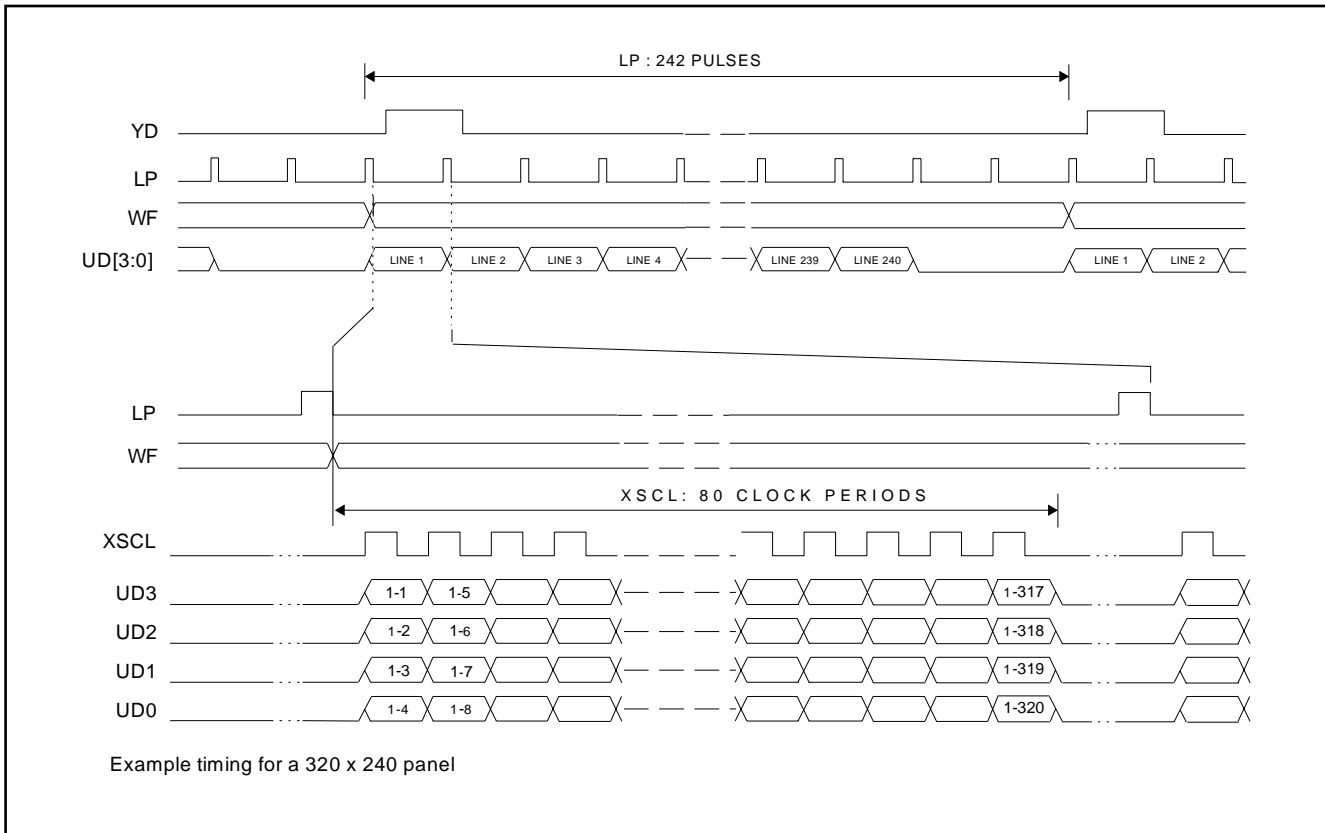 LP : 242 PULSES
YD
LP
WF
UD[3:0] LINE 1 LINE 2 LINE 3 LINE 4 LINE 239 LINE 240 LINE 1 LINE 2
LP
WF
XSCL: 80 CLOCK PERIODS
XSCL
UD3 1-1 1-5 1-317
UD2 1-2 1-6 1-318
UD1 1-3 1-7 1-319
UD0 1-4 1-8 1-320
Example timing for a 320 x 240 panel